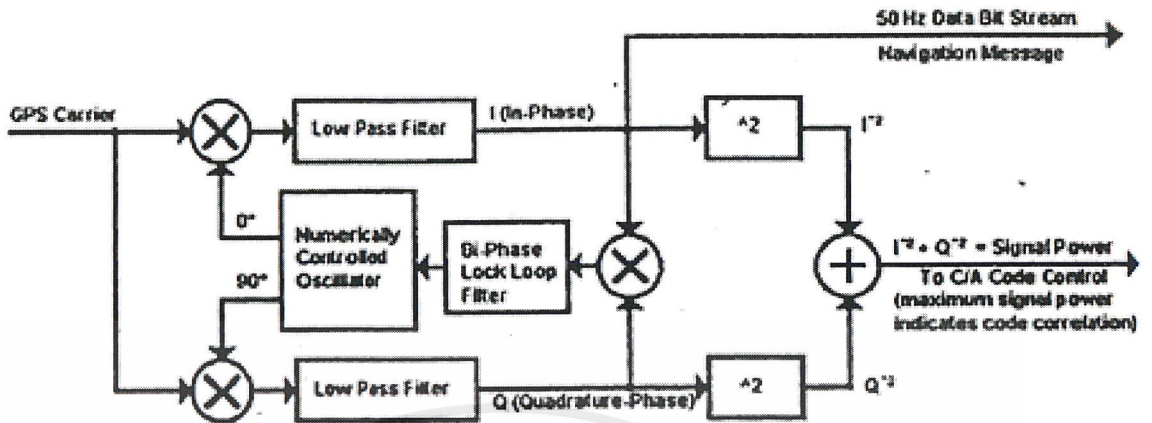 50 Hz Data Bit Stream
Navigation Message
GPS Carrier
Low Pass Filter
I (In-Phase)
^2
I^2
0°
Numerically
Controlled
Oscillator
90°
Bi-Phase
Lock Loop
Filter
I^2 + Q^2 = Signal Power
To C/A Code Control
(maximum signal power
indicates code correlation)
Low Pass Filter
Q (Quadrature-Phase)
^2
Q^2